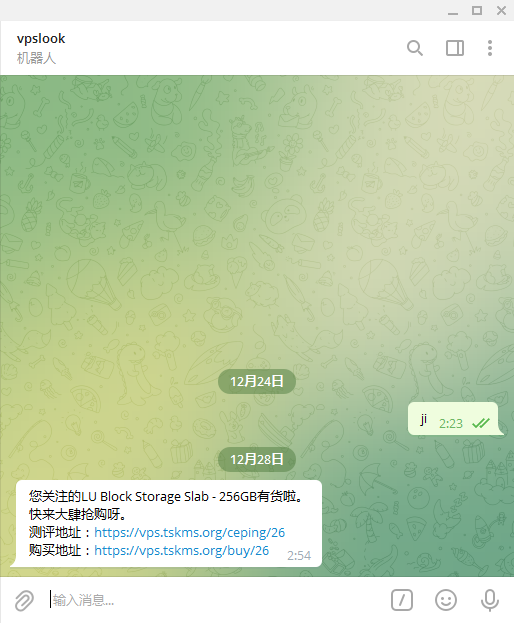 vpslook
机器人
12月24日
ji 2:23
12月28日
您关注的LU Block Storage Slab - 256GB有货啦。
快来大肆抢购呀。
测评地址：https://vps.tskms.org/ceping/26
购买地址：https://vps.tskms.org/buy/26 2:54
输入消息...